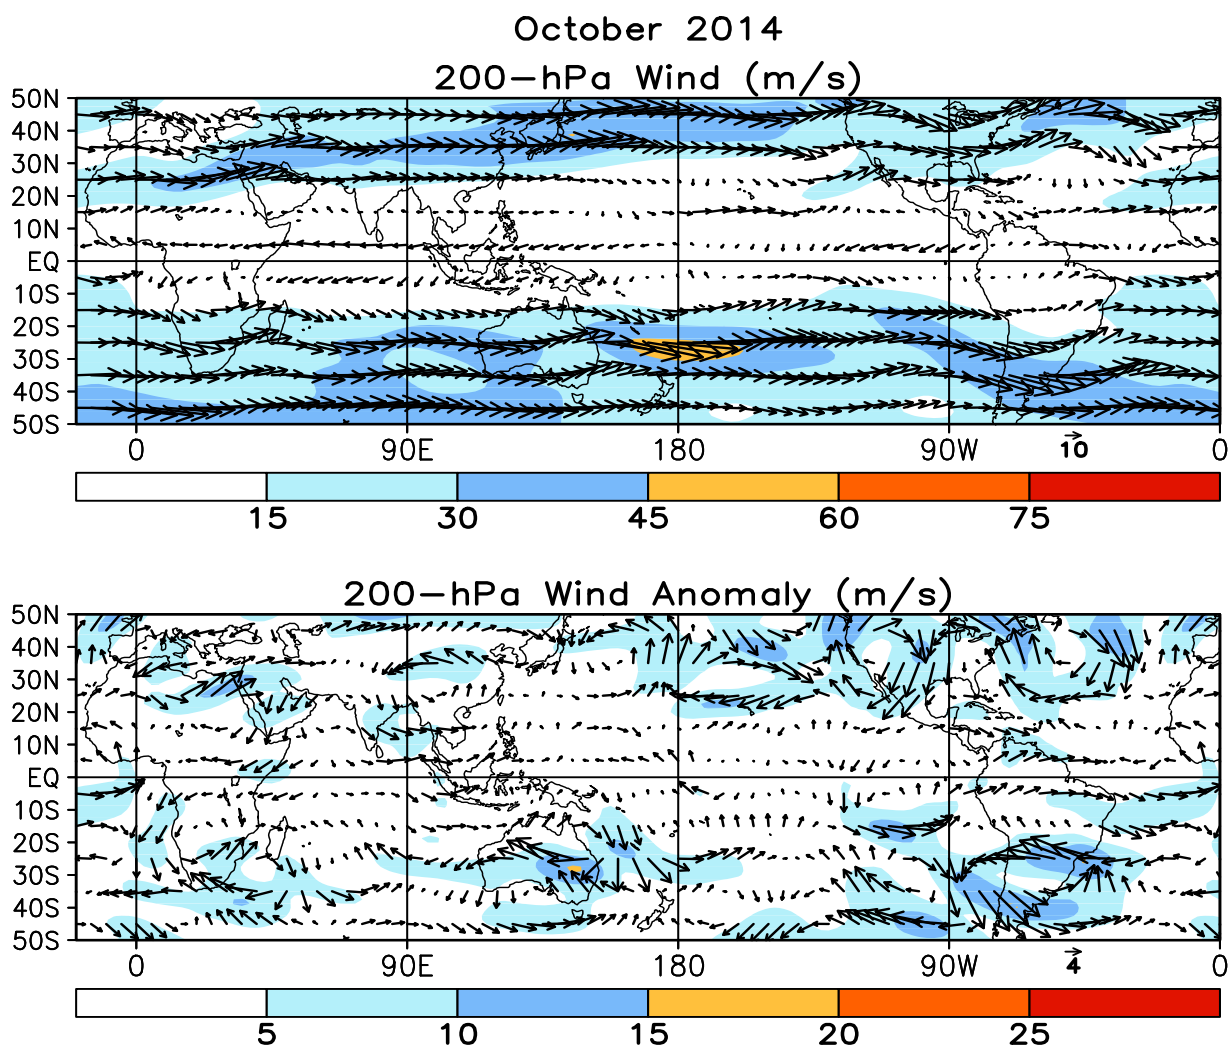 October 2014
200-hPa Wind (m/s)
50N
40N
30N
20N
10N
EQ
10S
20S
30S
40S
50S
0 90E 180 90W 0
10
15 30 45 60 75
200-hPa Wind Anomaly (m/s)
50N
40N
30N
20N
10N
EQ
10S
20S
30S
40S
50S
0 90E 180 90W 0
4
5 10 15 20 25